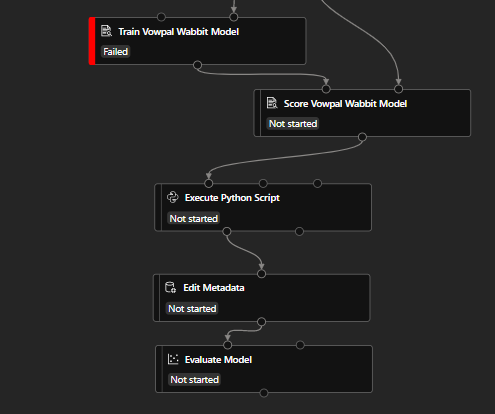 Train Vowpal Wabbit Model
Failed
Score Vowpal Wabbit Model
Not started
Execute Python Script
Not started
Edit Metadata
Not started
Evaluate Model
Not started